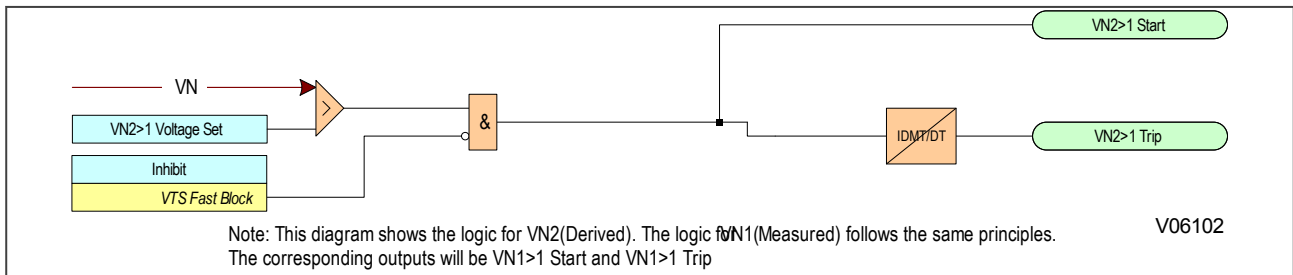 VN2>1 Start
VN
>
VN2>1 Voltage Set
&
IDMT/DT
VN2>1 Trip
Inhibit
VTS Fast Block
V06102
Note: This diagram shows the logic for VN2(Derived). The logic for VN1(Measured) follows the same principles.
The corresponding outputs will be VN1>1 Start and VN1>1 Trip